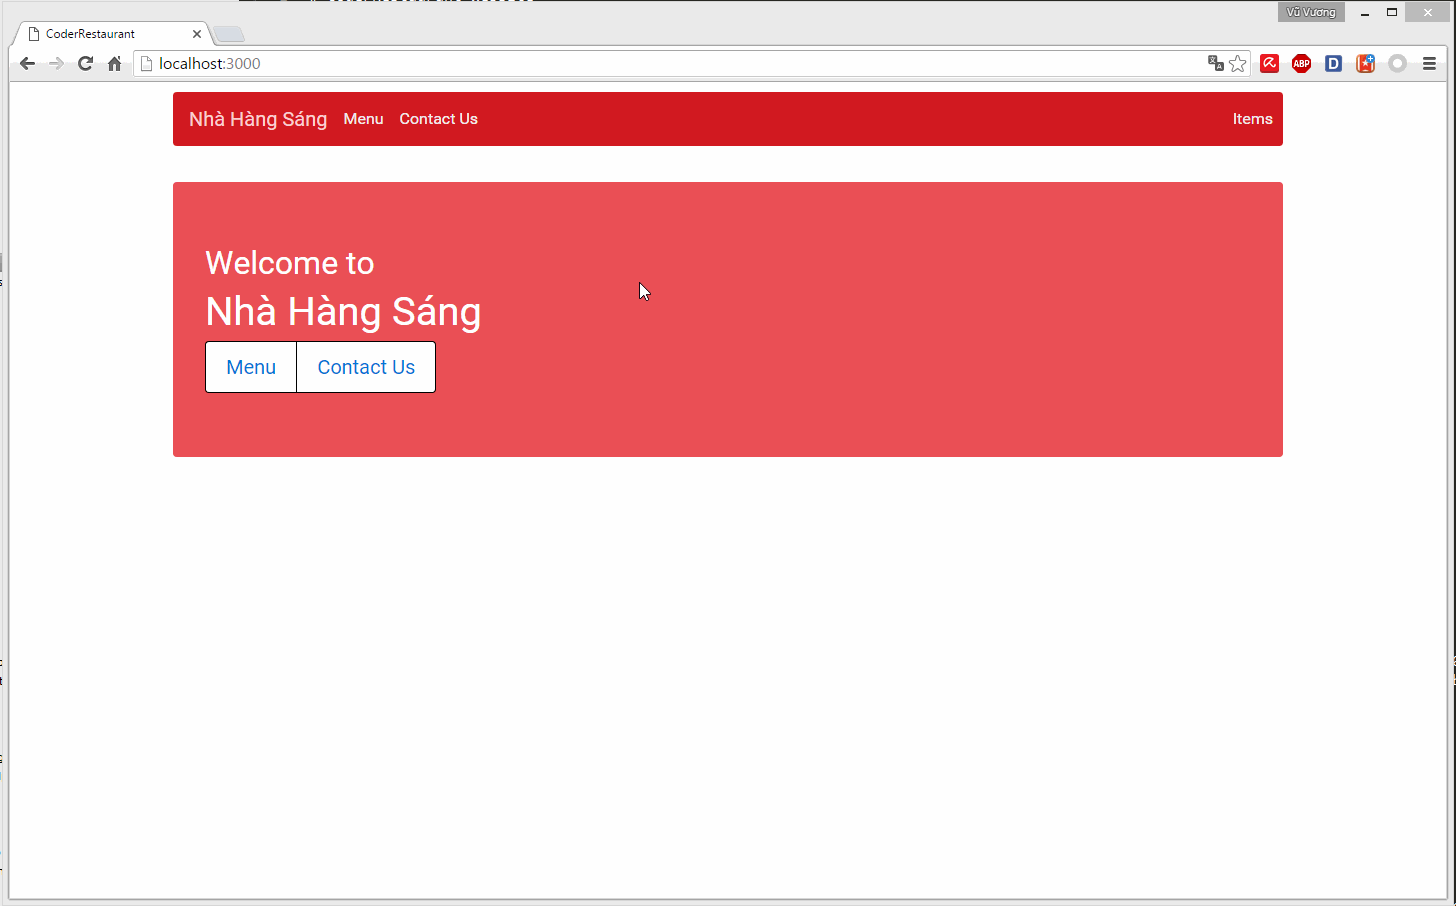 Vũ Vương
CoderRestaurant
localhost:3000
ABP
D
Nhà Hàng Sáng Menu Contact Us Items
Welcome to
Nhà Hàng Sáng
Menu Contact Us